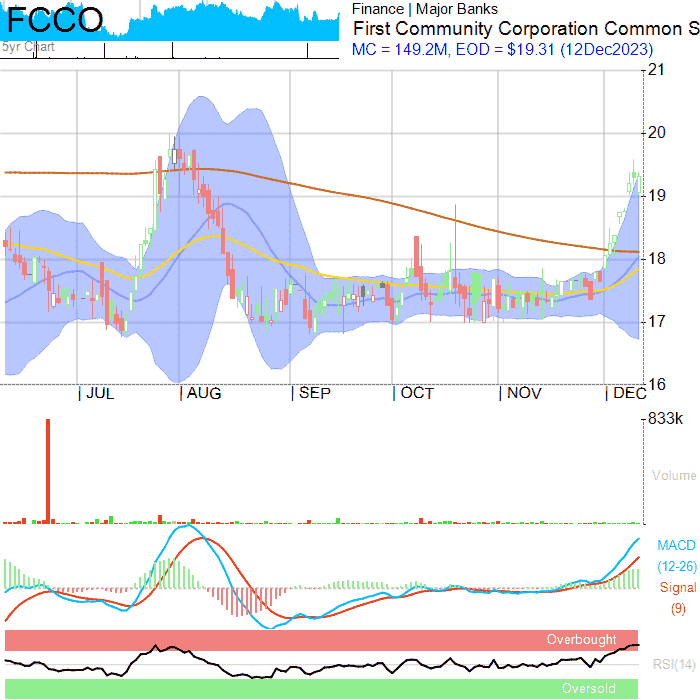 FCCO
5yr Chart
Finance | Major Banks
First Community Corporation Common S
MC = 149.2M, EOD = $19.31 (12Dec2023)
21
20
19
18
17
16
JUL AUG SEP OCT NOV DEC
833k
Volume
MACD
(12-26)
Signal
(9)
Overbought
RSI(14)
Oversold